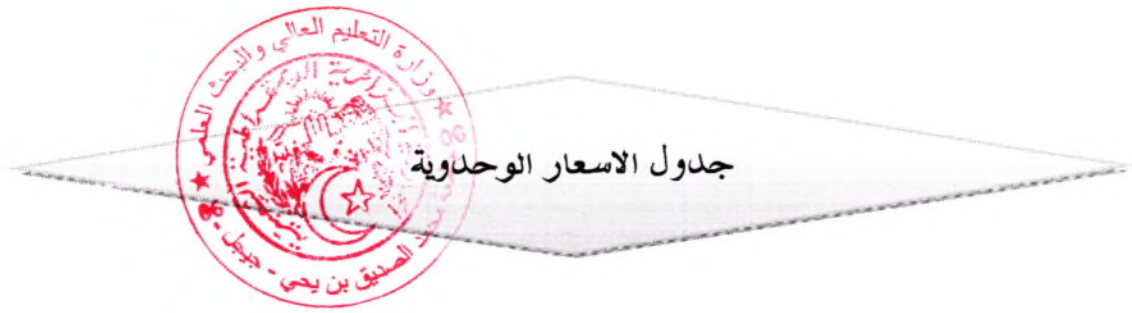 وزارة التعليم العالي والبحث العلمي
جدول الاسعار الوحدوية
الصديق بن يحي - جيجل